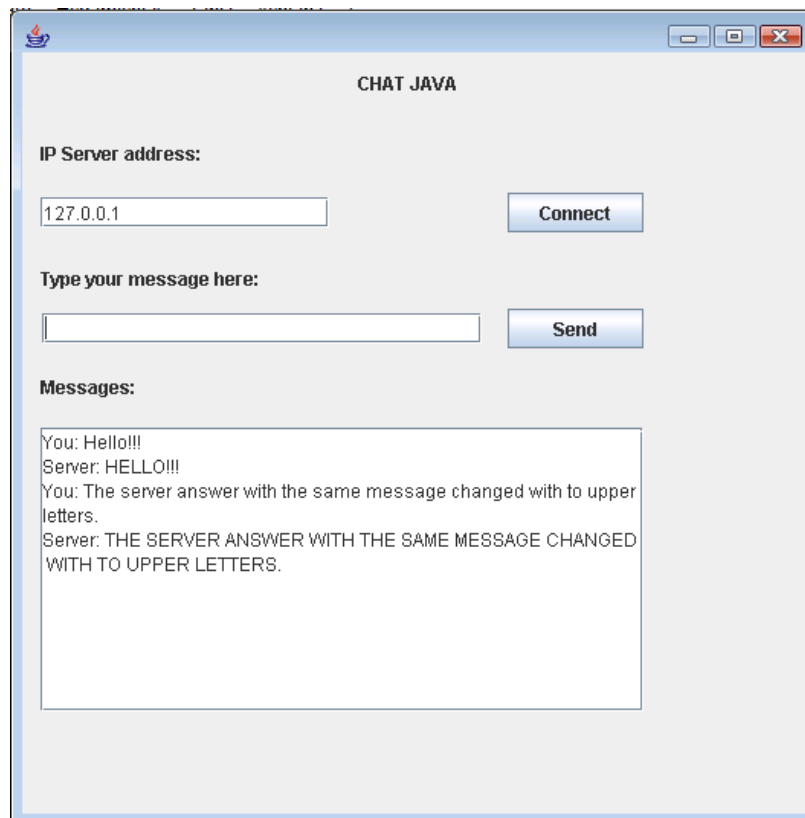 CHAT JAVA
IP Server address:
127.0.0.1
Connect
Type your message here:
Send
Messages:
You: Hello!!!
Server: HELLO!!!
You: The server answer with the same message changed with to upper
letters.
Server: THE SERVER ANSWER WITH THE SAME MESSAGE CHANGED
WITH TO UPPER LETTERS.